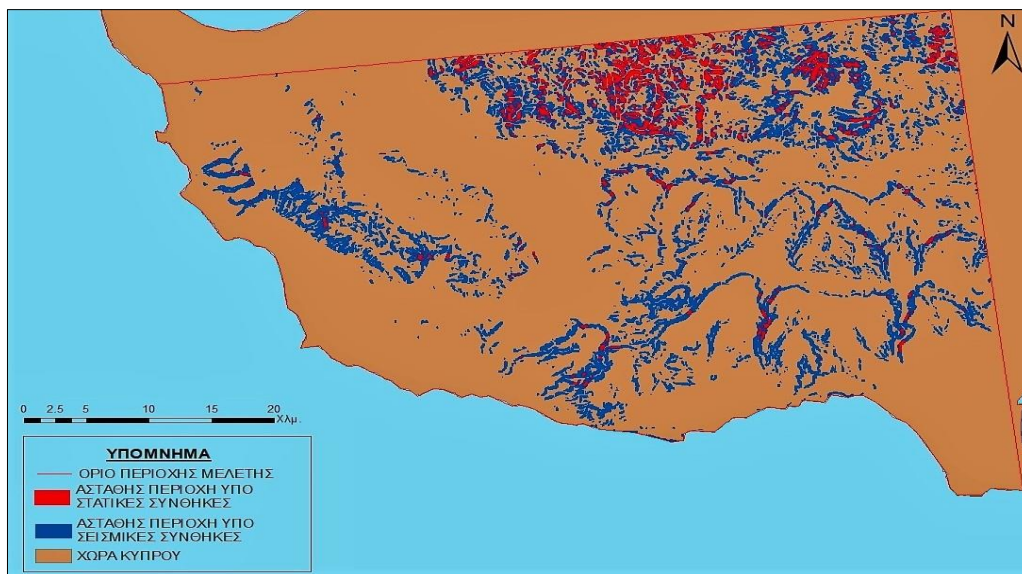 N
0 2.5 5 10 15 20
Χλμ.
ΥΠΟΜΝΗΜΑ
ΟΡΙΟ ΠΕΡΙΟΧΗΣ ΜΕΛΕΤΗΣ
ΑΣΤΑΘΗΣ ΠΕΡΙΟΧΗ ΥΠΟ
ΣΤΑΤΙΚΕΣ ΣΥΝΘΗΚΕΣ
ΑΣΤΑΘΗΣ ΠΕΡΙΟΧΗ ΥΠΟ
ΣΕΙΣΜΙΚΕΣ ΣΥΝΘΗΚΕΣ
ΧΩΡΑ ΚΥΠΡΟΥ